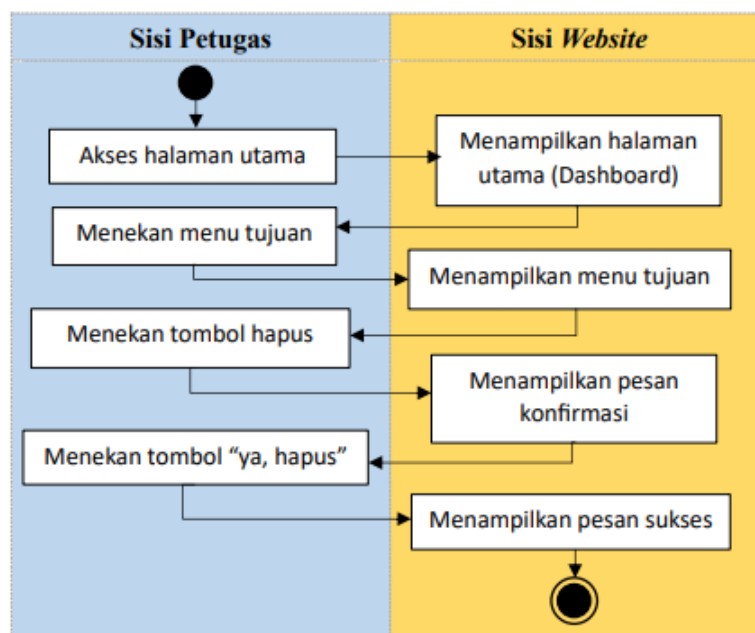 Sisi Petugas
Sisi Website
Akses halaman utama
Menampilkan halaman
utama (Dashboard)
Menekan menu tujuan
Menampilkan menu tujuan
Menekan tombol hapus
Menampilkan pesan
konfirmasi
Menekan tombol “ya, hapus”
Menampilkan pesan sukses